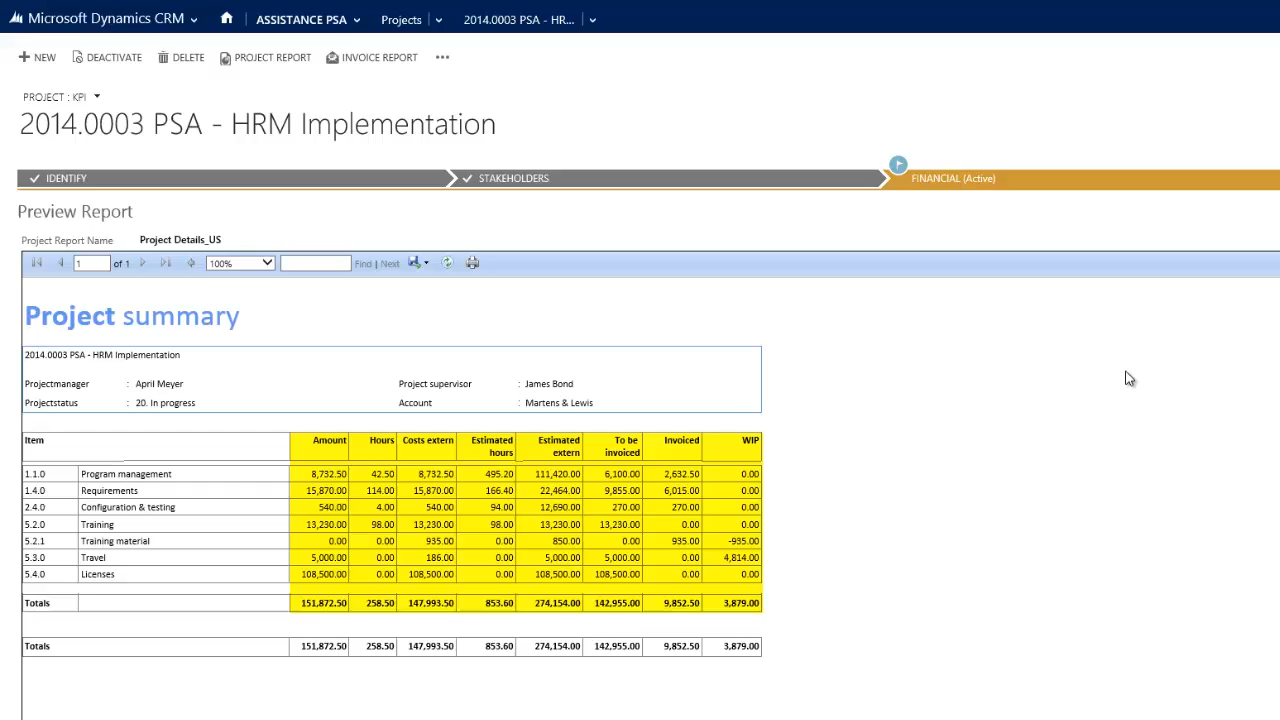 Microsoft Dynamics CRM ASSISTANCE PSA Projects 2014.0003 PSA - HR...
NEW DEACTIVATE DELETE PROJECT REPORT INVOICE REPORT ...
PROJECT : KPI
2014.0003 PSA - HRM Implementation
IDENTIFY STAKEHOLDERS FINANCIAL (Active)
Preview Report
Project Report Name Project Details_US
1 of 1 100% Find | Next
Project summary
2014.0003 PSA - HRM Implementation
Projectmanager : April Meyer Project supervisor : James Bond
Projectstatus : 20. In progress Account : Martens & Lewis
Item Amount Hours Costs extern Estimated hours Estimated extern To be invoiced Invoiced WIP
1.1.0 Program management 8,732.50 42.50 8,732.50 495.20 111,420.00 6,100.00 2,632.50 0.00
1.4.0 Requirements 15,870.00 114.00 15,870.00 166.40 22,464.00 9,855.00 6,015.00 0.00
2.4.0 Configuration & testing 540.00 4.00 540.00 94.00 12,690.00 270.00 270.00 0.00
5.2.0 Training 13,230.00 98.00 13,230.00 98.00 13,230.00 13,230.00 0.00 0.00
5.2.1 Training material 0.00 0.00 935.00 0.00 850.00 0.00 935.00 -935.00
5.3.0 Travel 5,000.00 0.00 186.00 0.00 5,000.00 5,000.00 0.00 4,814.00
5.4.0 Licenses 108,500.00 0.00 108,500.00 0.00 108,500.00 108,500.00 0.00 0.00
Totals 151,872.50 258.50 147,993.50 853.60 274,154.00 142,955.00 9,852.50 3,879.00
Totals 151,872.50 258.50 147,993.50 853.60 274,154.00 142,955.00 9,852.50 3,879.00